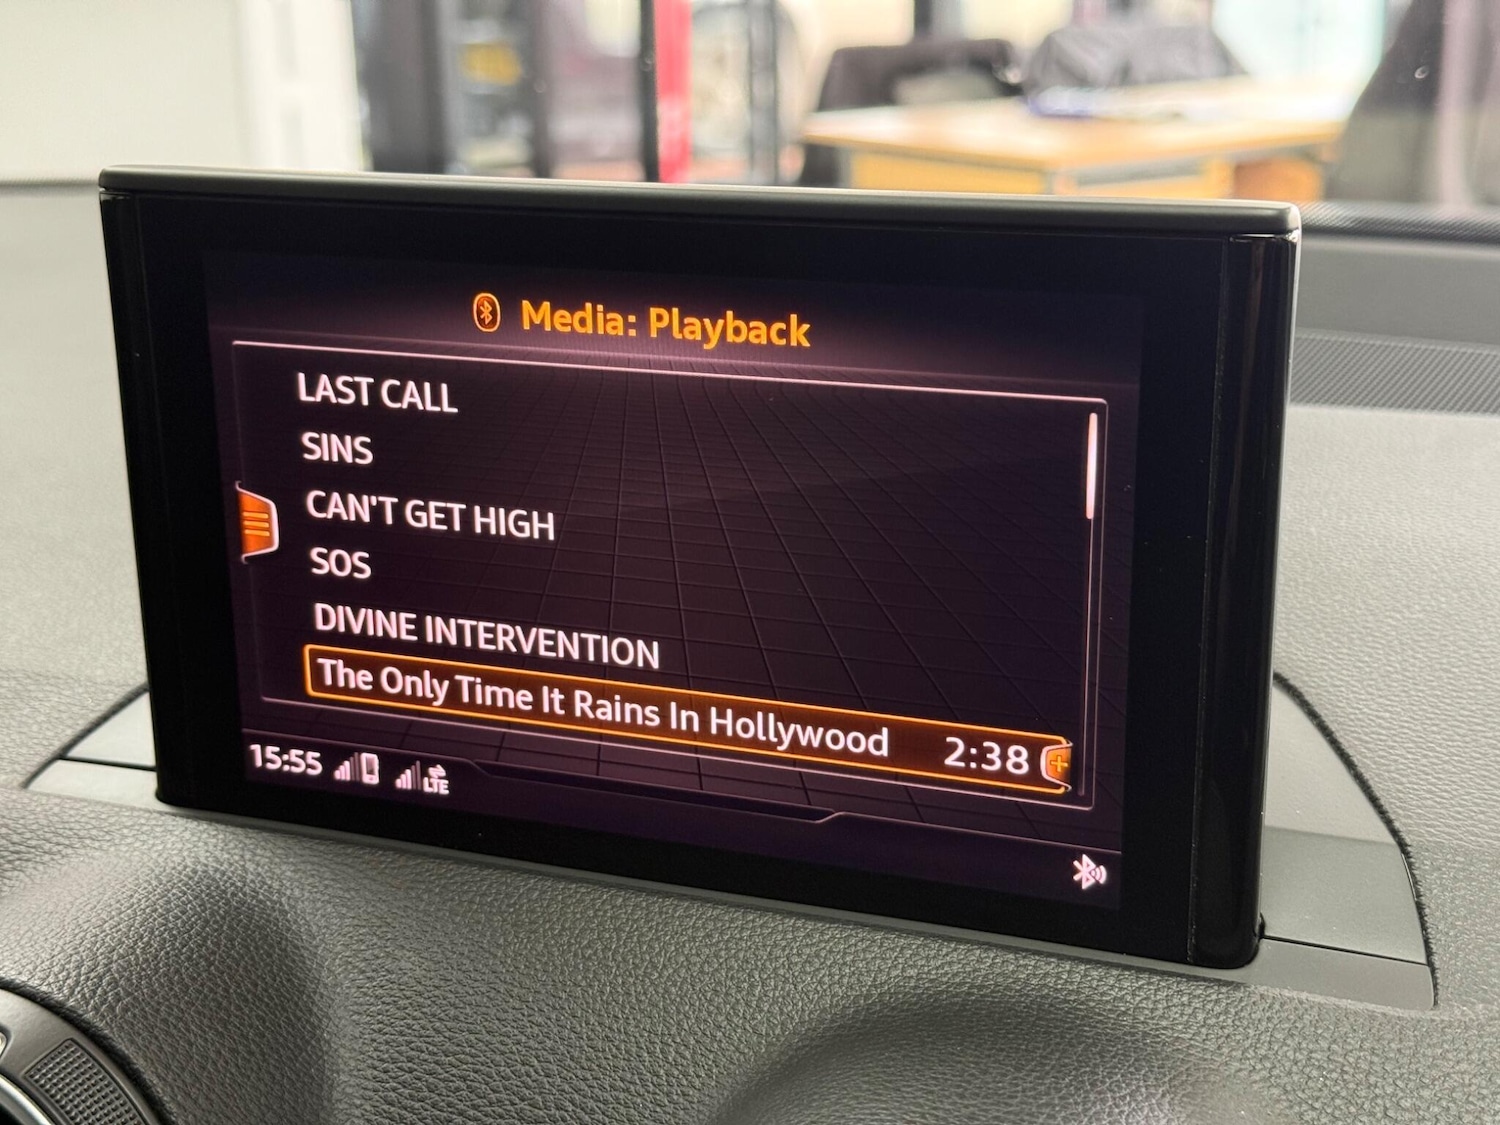 Media: Playback
LAST CALL
SINS
CAN'T GET HIGH
SOS
DIVINE INTERVENTION
The Only Time It Rains In Hollywood 2:38
15:55 LTE